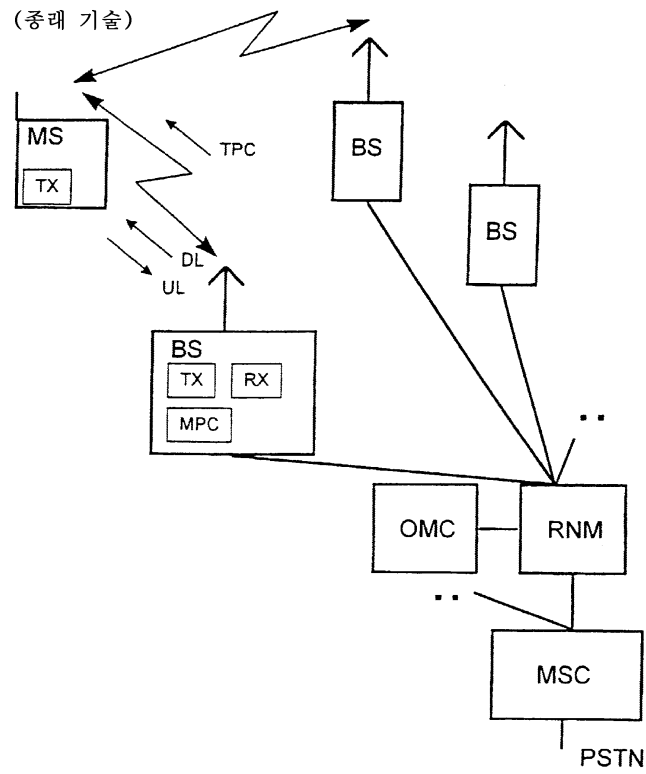 (종래 기술)
MS
TX
TPC
BS
BS
DL
UL
BS
TX
RX
MPC
OMC
RNM
MSC
PSTN